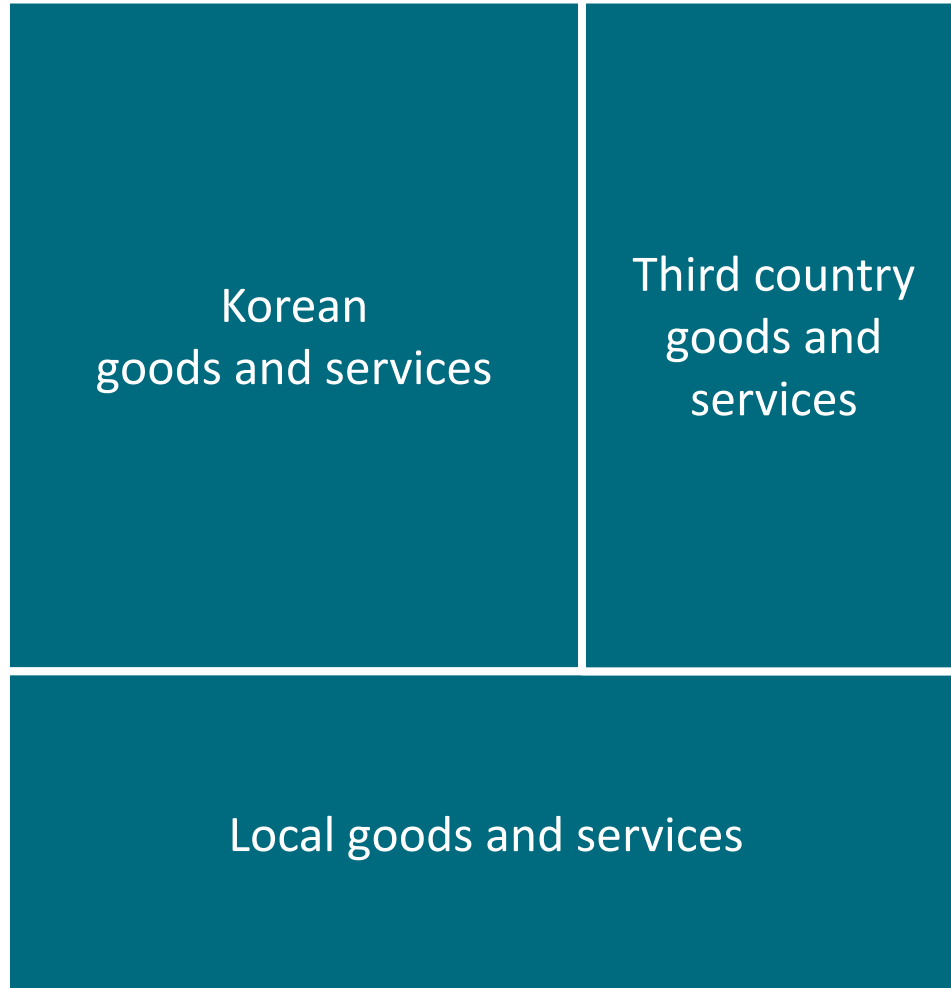 Korean
goods and services
Third country
goods and
services
Local goods and services